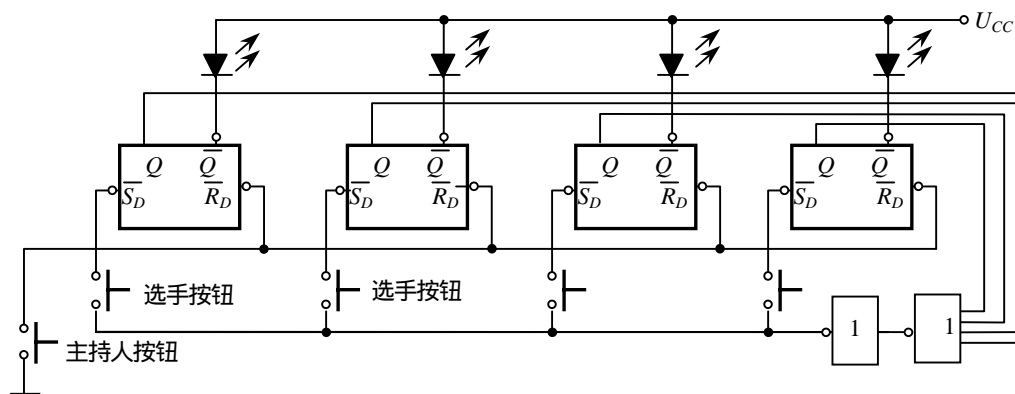 U_CC
Q Q̅ Q Q̅ Q Q̅ Q Q̅
S̅_D R̅_D S̅_D R̅_D S̅_D R̅_D S̅_D R̅_D
选手按钮 选手按钮
1 1
主持人按钮